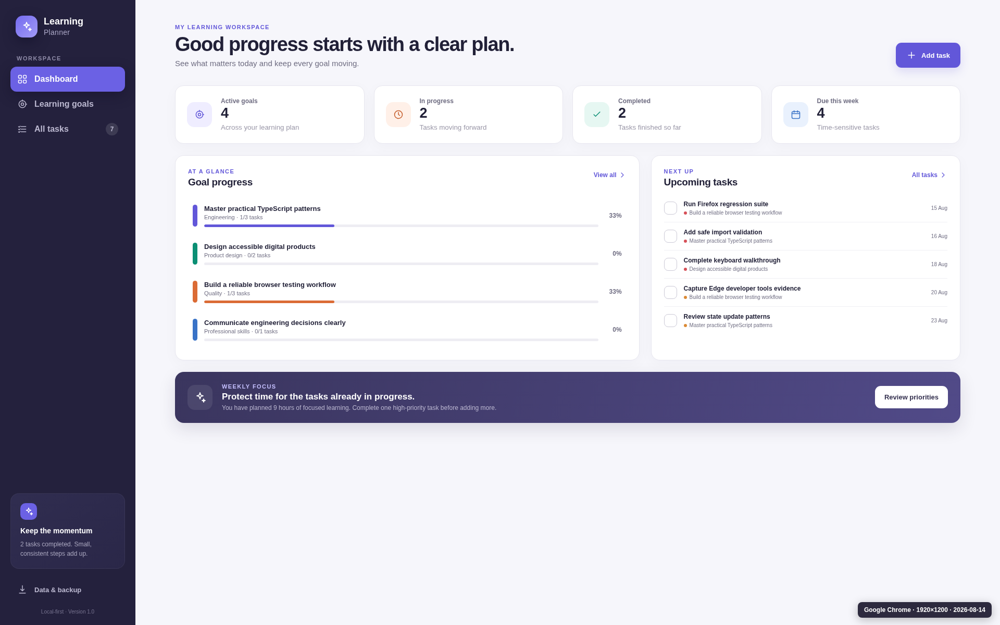 Learning
Planner
WORKSPACE
Dashboard
Learning goals
All tasks 7
Keep the momentum
2 tasks completed. Small,
consistent steps add up.
Data & backup
Local-first · Version 1.0
MY LEARNING WORKSPACE
Good progress starts with a clear plan.
See what matters today and keep every goal moving.
Add task
Active goals
4
Across your learning plan
In progress
2
Tasks moving forward
Completed
2
Tasks finished so far
Due this week
4
Time-sensitive tasks
AT A GLANCE
Goal progress
View all
Master practical TypeScript patterns
Engineering · 1/3 tasks
33%
Design accessible digital products
Product design · 0/2 tasks
0%
Build a reliable browser testing workflow
Quality · 1/3 tasks
33%
Communicate engineering decisions clearly
Professional skills · 0/1 tasks
0%
NEXT UP
Upcoming tasks
All tasks
Run Firefox regression suite
Build a reliable browser testing workflow
15 Aug
Add safe import validation
Master practical TypeScript patterns
16 Aug
Complete keyboard walkthrough
Design accessible digital products
18 Aug
Capture Edge developer tools evidence
Build a reliable browser testing workflow
20 Aug
Review state update patterns
Master practical TypeScript patterns
23 Aug
WEEKLY FOCUS
Protect time for the tasks already in progress.
You have planned 9 hours of focused learning. Complete one high-priority task before adding more.
Review priorities
Google Chrome · 1920×1200 · 2026-08-14